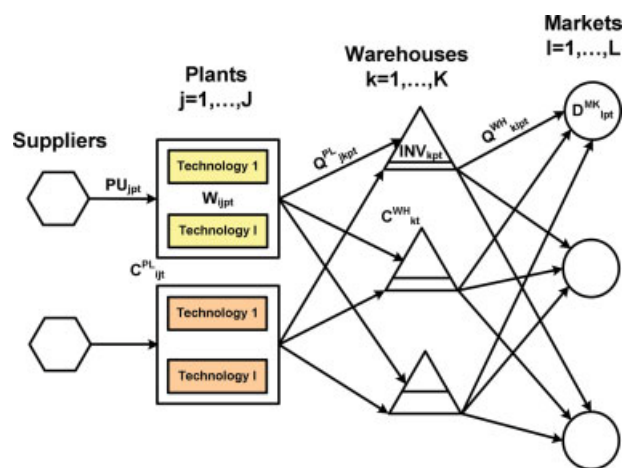 Markets
l=1,...,L
Warehouses
k=1,...,K
Plants
j=1,...,J
Suppliers
D^MK_lpt
Q^WH_klpt
Q^PL_jkpt
INV_kpt
Technology 1
PU_jpt
W_ijpt
Technology I
C^WH_kt
C^PL_ijt
Technology 1
Technology I